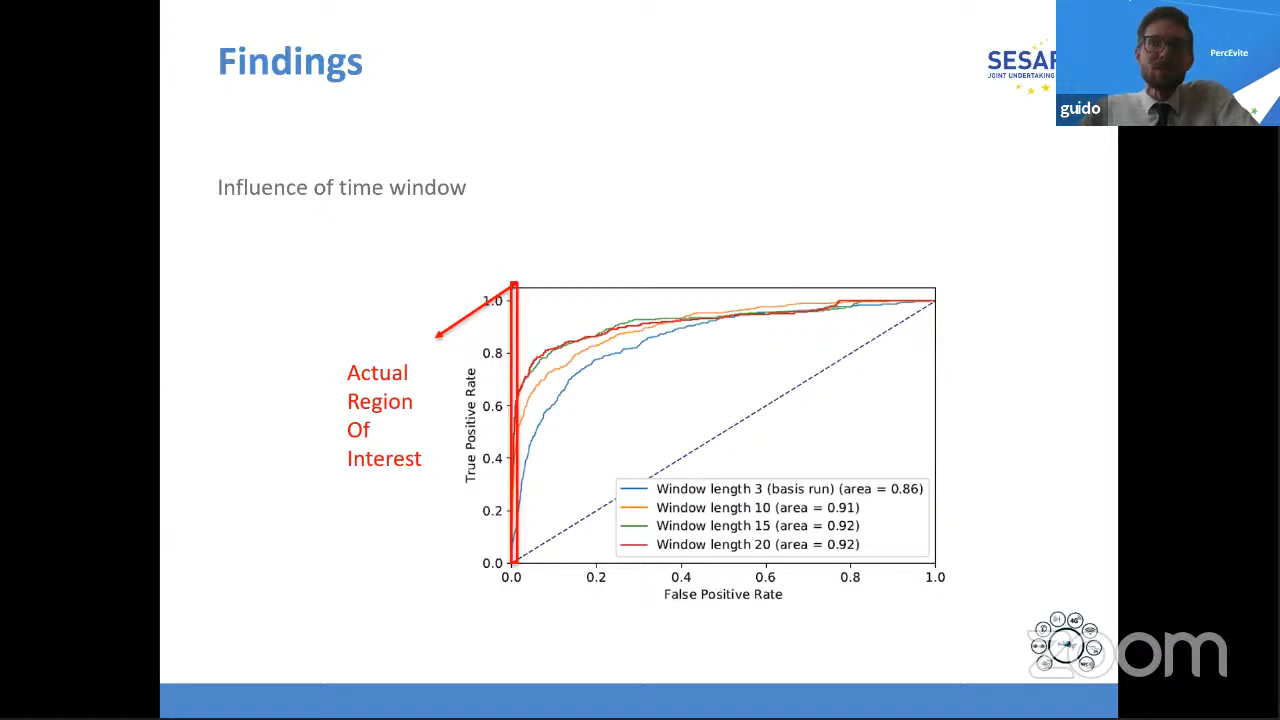 Findings
SESAR
JOINT UNDERTAKING
PercEvite
guido
Influence of time window
Actual
Region
Of
Interest
True Positive Rate
1.0
0.8
0.6
0.4
0.2
0.0
Window length 3 (basis run) (area = 0.86)
Window length 10 (area = 0.91)
Window length 15 (area = 0.92)
Window length 20 (area = 0.92)
0.0 0.2 0.4 0.6 0.8 1.0
False Positive Rate
4G
zoom